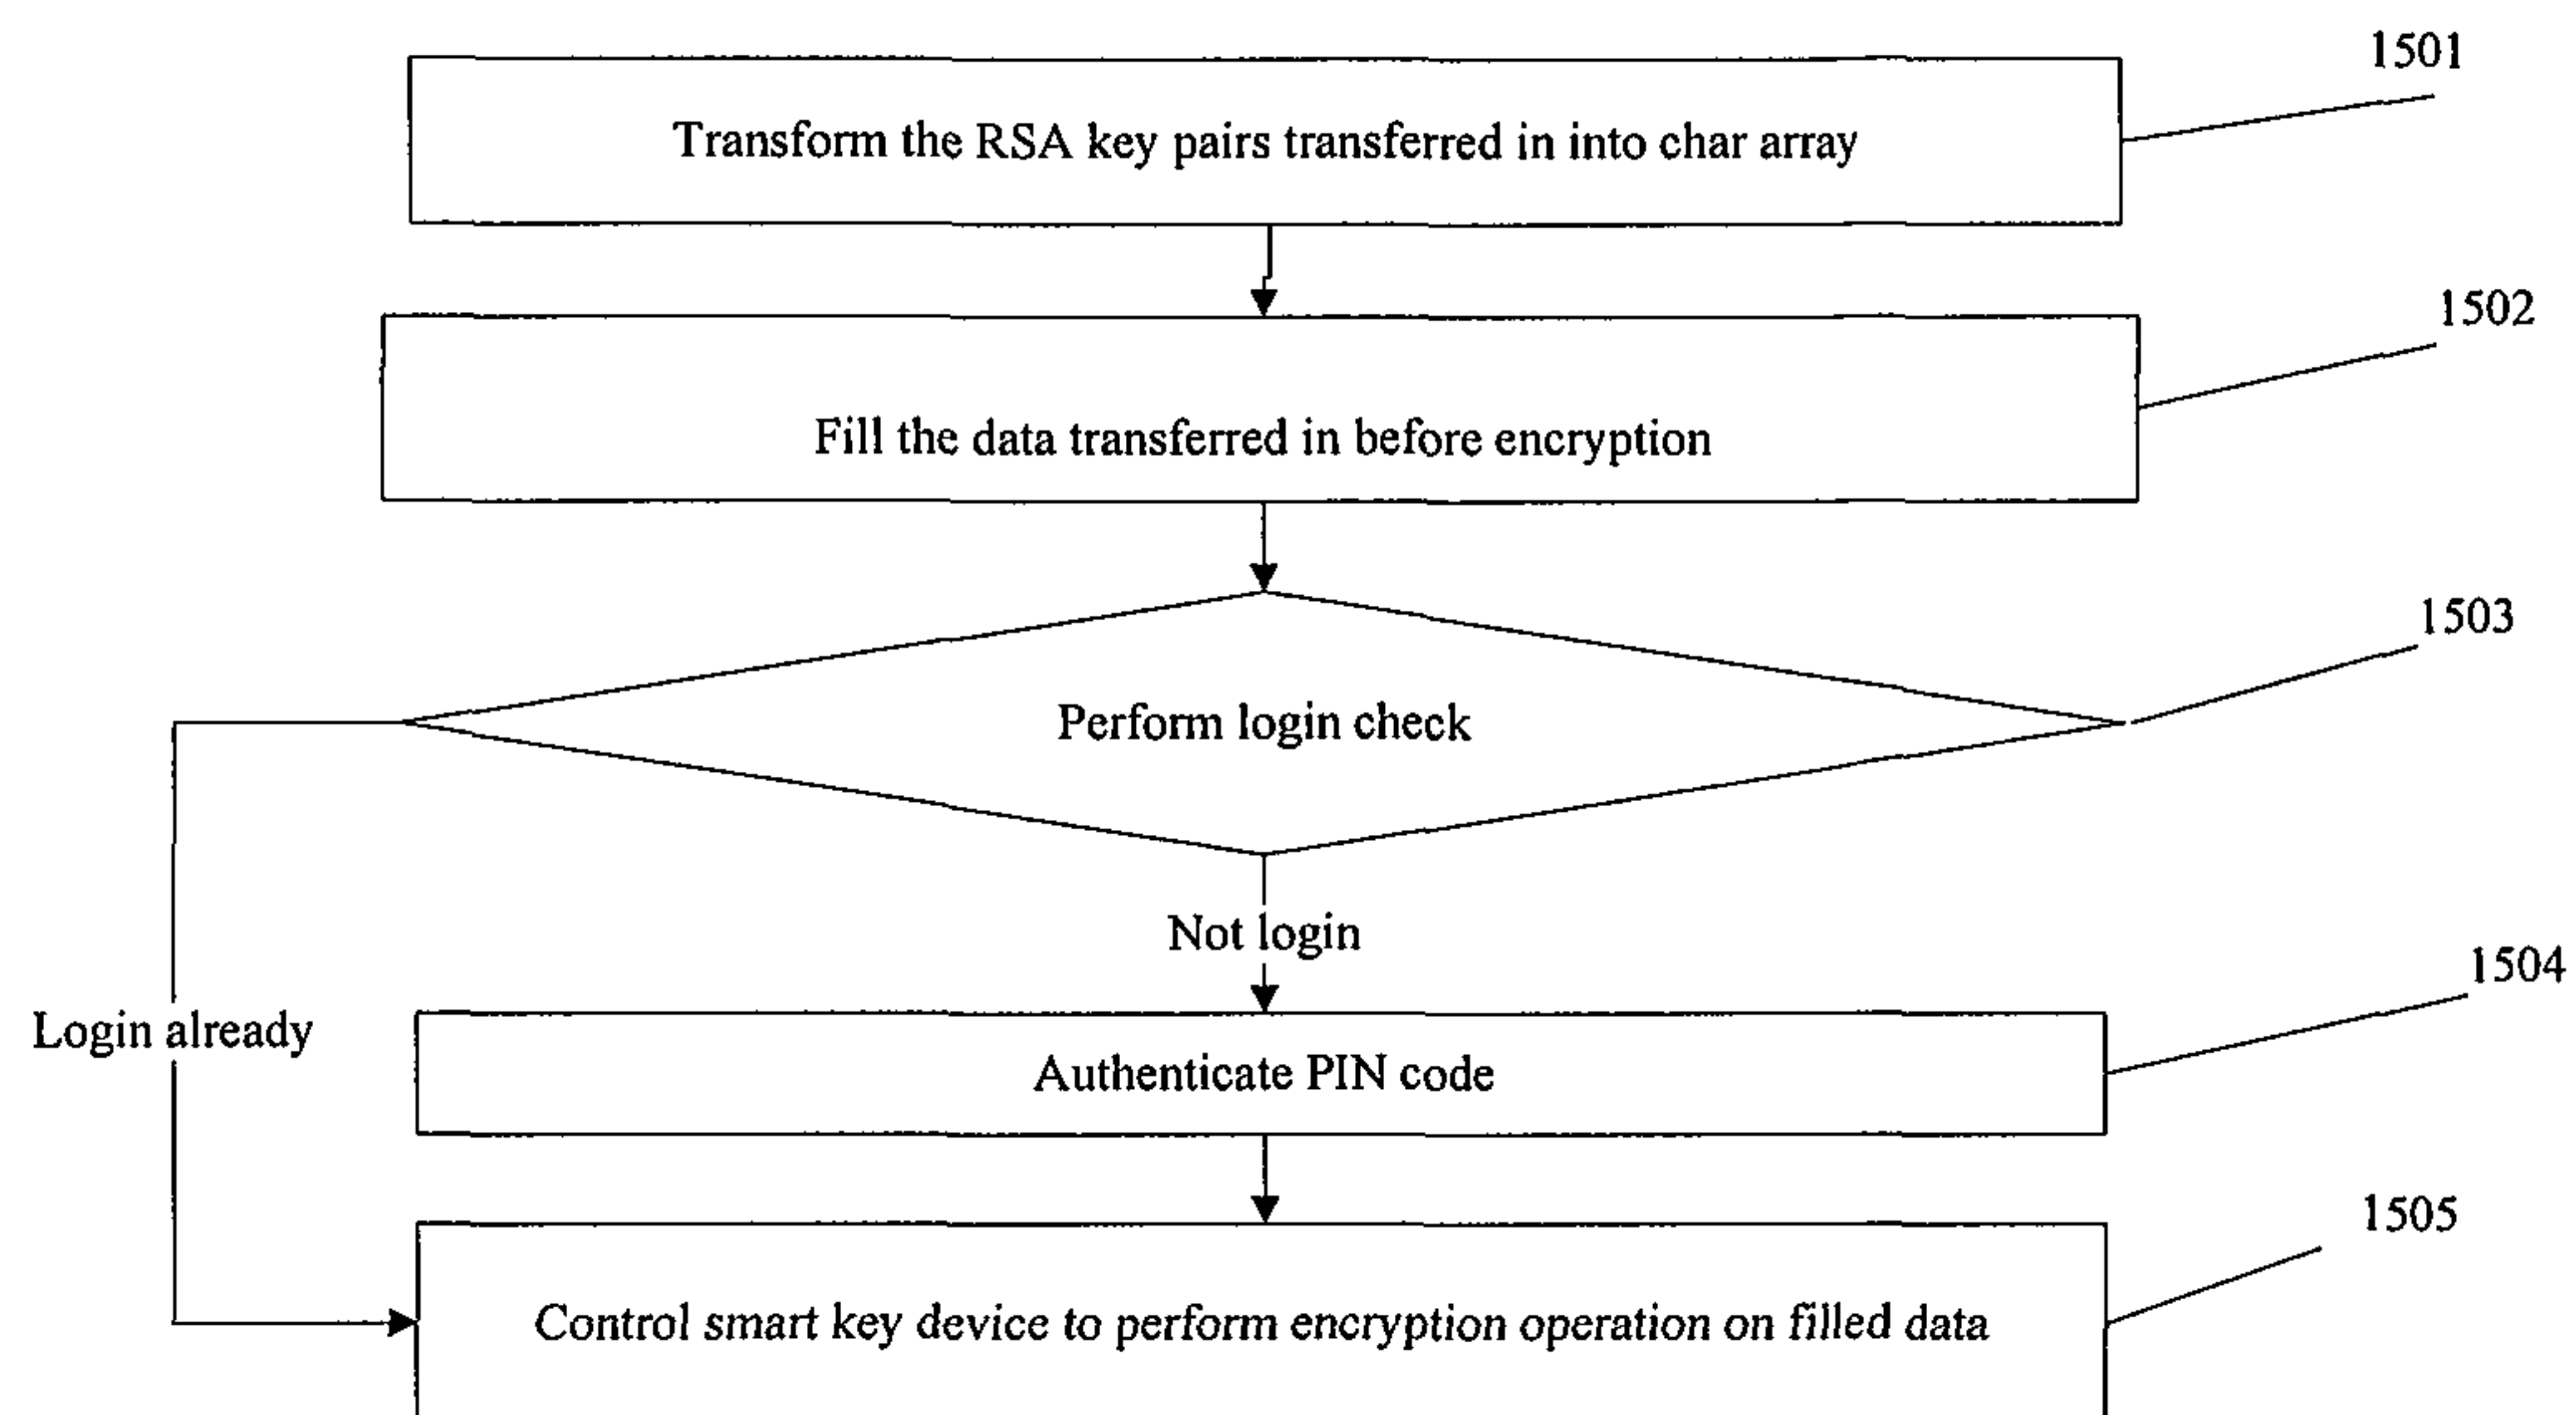 1501
Transform the RSA key pairs transferred in into char array
1502
Fill the data transferred in before encryption
1503
Perform login check
Not login
1504
Login already
Authenticate PIN code
1505
Control smart key device to perform encryption operation on filled data